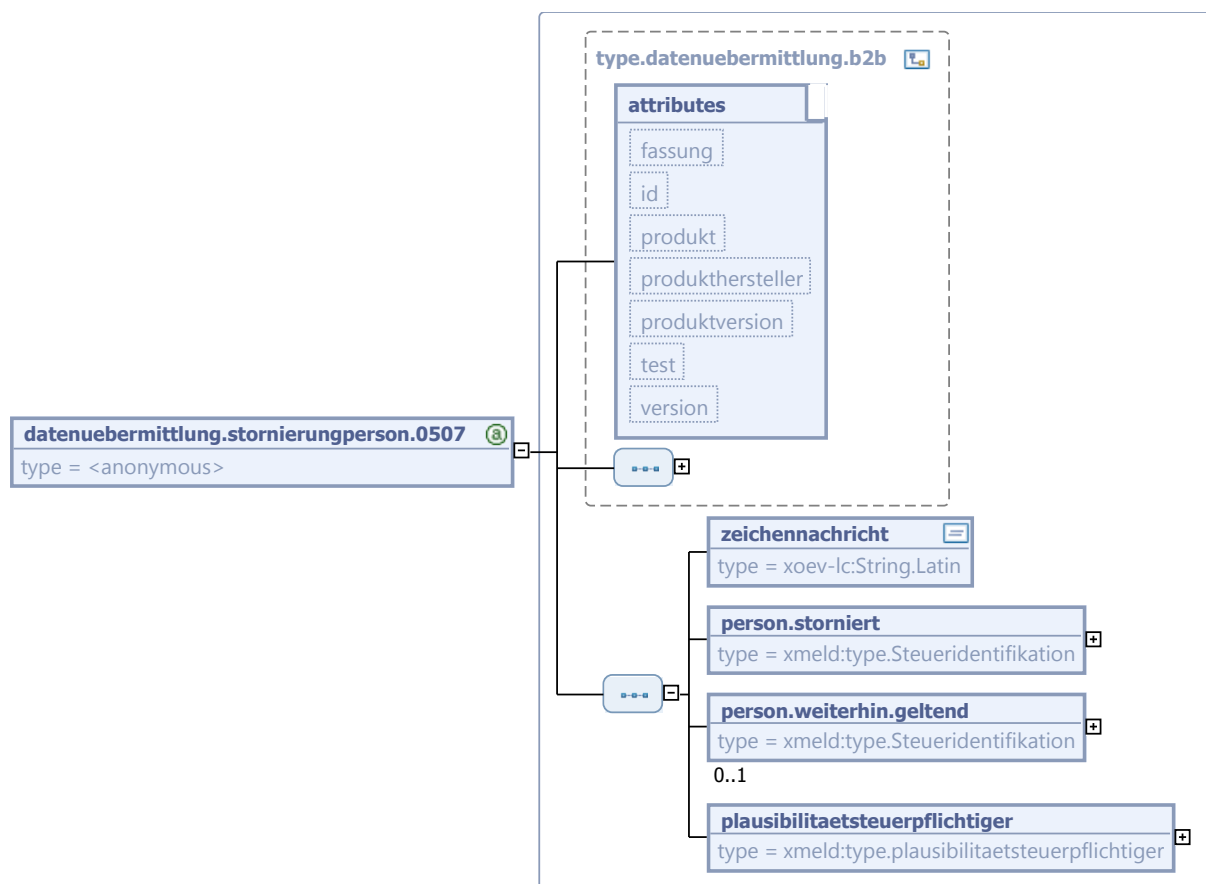 type.datenuebermittlung.b2b
attributes
fassung
id
produkt
produkthersteller
produktversion
test
version
datenuebermittlung.stornierungperson.0507
a
type = <anonymous>
zeichennachricht
type = xoev-lc:String.Latin
person.storniert
type = xmeld:type.Steueridentifikation
person.weiterhin.geltend
type = xmeld:type.Steueridentifikation
0..1
plausibilitaetsteuerpflichtiger
type = xmeld:type.plausibilitaetsteuerpflichtiger